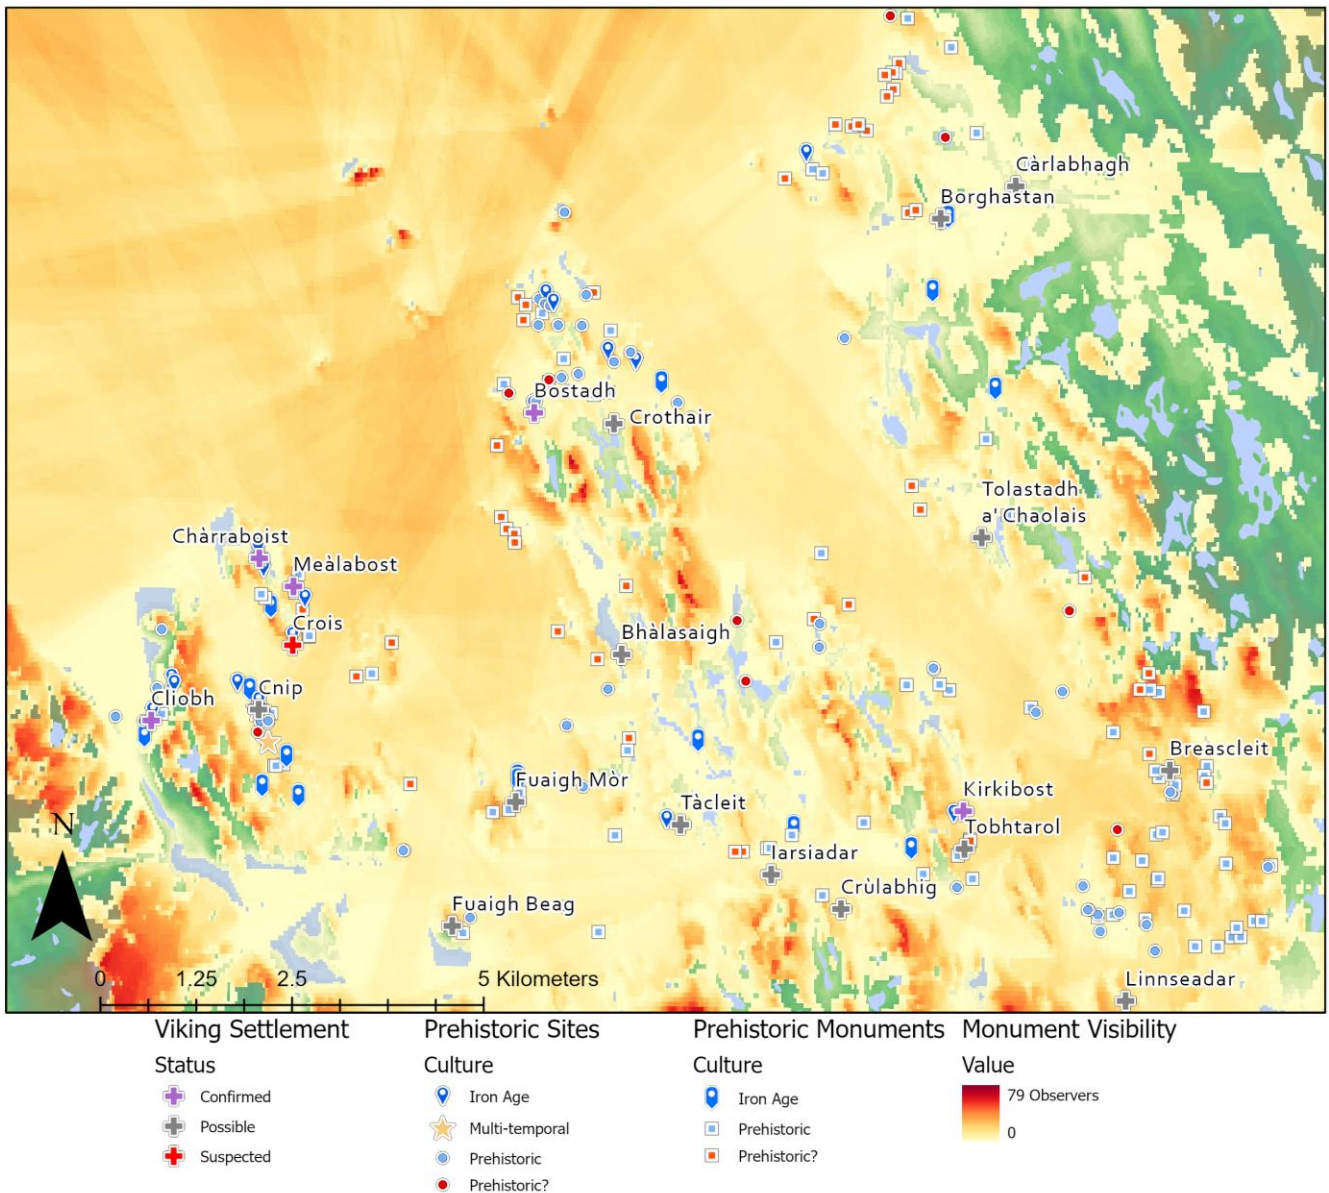 Càrlabhagh
Borghastan
Bostadh
Crothair
Tolastadh
a' Chaolais
Chàrraboist
Meàlabost
Crois
Bhàlasaigh
Cnip
Cliobh
Breascleit
Fuaigh Mòr
Kirkibost
Tàcleit
Tobhtarol
N
Iarsiadar
Crùlabhig
Fuaigh Beag
0 1.25 2.5 5 Kilometers
Linnseadar
Viking Settlement
Status
Confirmed
Possible
Suspected
Prehistoric Sites
Culture
Iron Age
Multi-temporal
Prehistoric
Prehistoric?
Prehistoric Monuments
Culture
Iron Age
Prehistoric
Prehistoric?
Monument Visibility
Value
79 Observers
0